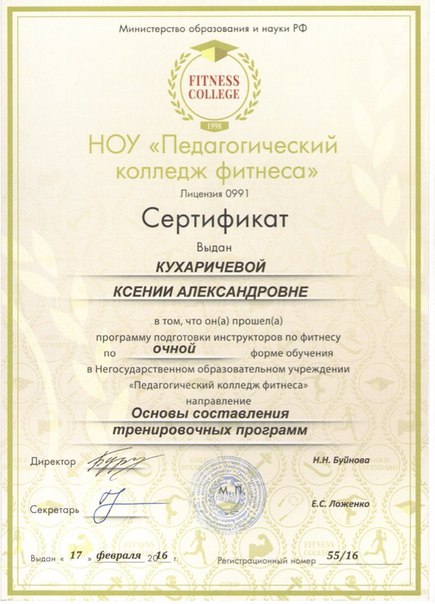 Министерство образования и науки РФ
FITNESS
COLLEGE
1998
НОУ «Педагогический
колледж фитнеса»
Лицензия 0991
Сертификат
Выдан
КУХАРИЧЕВОЙ
КСЕНИИ АЛЕКСАНДРОВНЕ
в том, что он(а) прошел(а)
программу подготовки инструкторов по фитнесу
по очной форме обучения
в Негосударственном образовательном учреждении
«Педагогический колледж фитнеса»
направление
Основы составления
тренировочных программ
Директор Н.Н. Буйнова
М. П.
Секретарь Е.С. Ложенко
Выдан « 17 » февраля 2016 г. Регистрационный номер 55/16